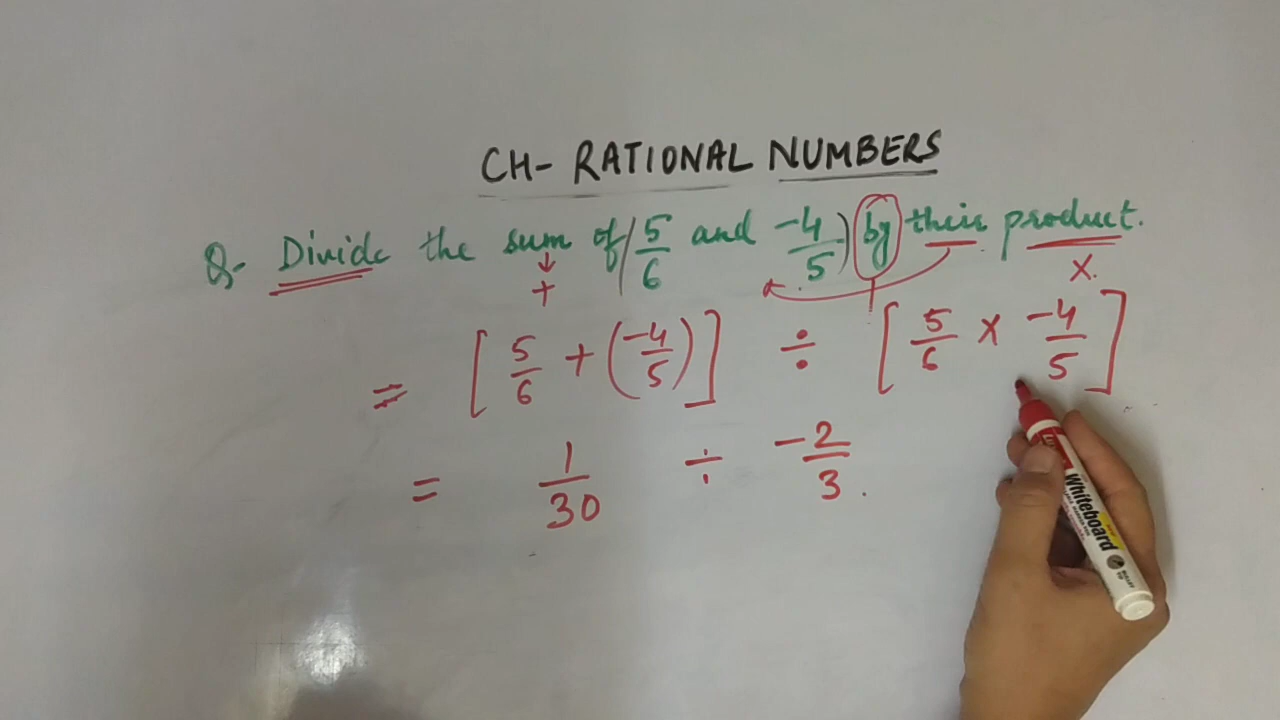 CH- RATIONAL NUMBERS
Q- Divide the sum of (5/6 and -4/5) by their product.
↓ +
x.
= [5/6 + (-4/5)] ÷ [5/6 x -4/5]
= 1/30 ÷ -2/3.
Whiteboard